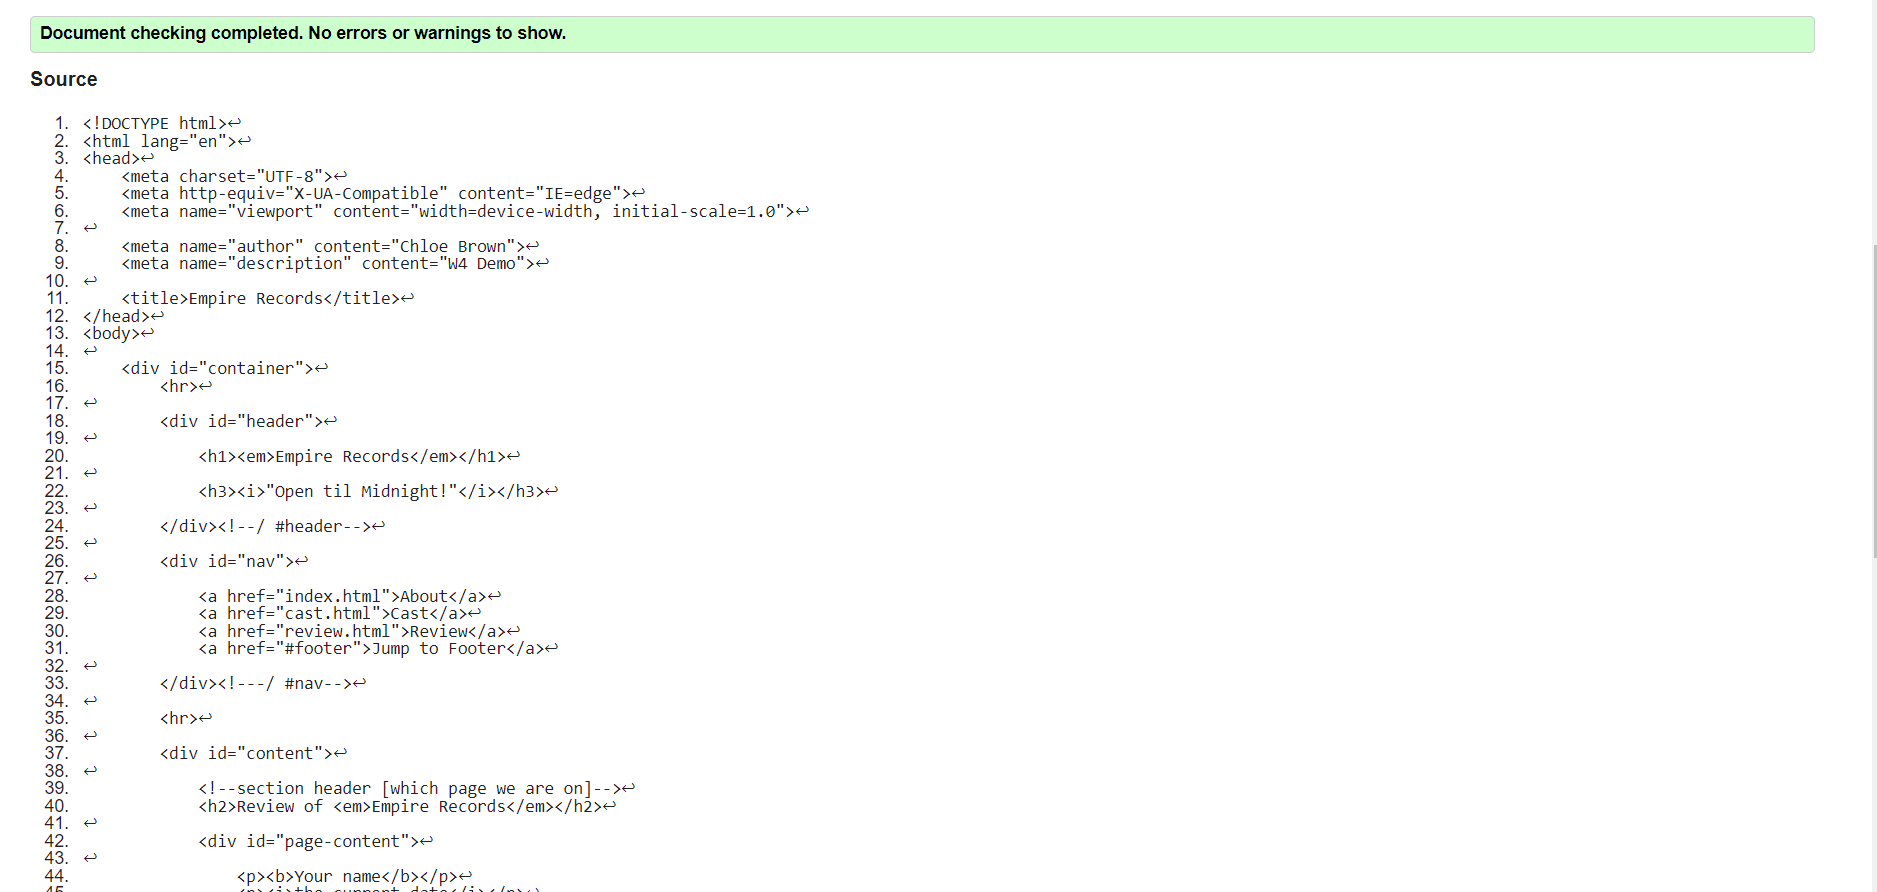 Document checking completed. No errors or warnings to show.
Source
1. <!DOCTYPE html>↩
2. <html lang="en">↩
3. <head>↩
4.     <meta charset="UTF-8">↩
5.     <meta http-equiv="X-UA-Compatible" content="IE=edge">↩
6.     <meta name="viewport" content="width=device-width, initial-scale=1.0">↩
7. ↩
8.     <meta name="author" content="Chloe Brown">↩
9.     <meta name="description" content="W4 Demo">↩
10. ↩
11.     <title>Empire Records</title>↩
12. </head>↩
13. <body>↩
14. ↩
15.     <div id="container">↩
16.         <hr>↩
17. ↩
18.         <div id="header">↩
19. ↩
20.             <h1><em>Empire Records</em></h1>↩
21. ↩
22.             <h3><i>"Open til Midnight!"</i></h3>↩
23. ↩
24.         </div><!--/ #header-->↩
25. ↩
26.         <div id="nav">↩
27. ↩
28.             <a href="index.html">About</a>↩
29.             <a href="cast.html">Cast</a>↩
30.             <a href="review.html">Review</a>↩
31.             <a href="#footer">Jump to Footer</a>↩
32. ↩
33.         </div><!---/ #nav-->↩
34. ↩
35.         <hr>↩
36. ↩
37.         <div id="content">↩
38. ↩
39.             <!--section header [which page we are on]-->↩
40.             <h2>Review of <em>Empire Records</em></h2>↩
41. ↩
42.             <div id="page-content">↩
43. ↩
44.                 <p><b>Your name</b></p>↩
45.                 <p><i>the current date</i></p>↩